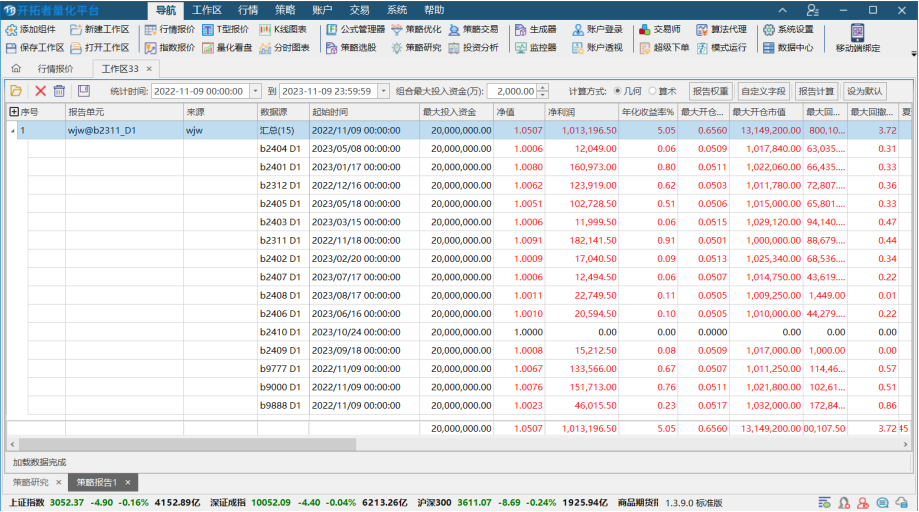 开拓者量化平台 导航 工作区 行情 策略 账户 交易 系统 帮助
添加组件 新建工作区 行情报价 T型报价 K线图表 公式管理器 策略优化 策略交易 生成器 账户登录 交易师 算法代理 系统设置
保存工作区 打开工作区 指数报价 量化看盘 分时图表 策略选股 策略研究 投资分析 监控器 账户透视 超级下单 模式运行 数据中心 移动端绑定
行情报价 工作区33 ×
统计时间: 2022-11-09 00:00:00 到 2023-11-09 23:59:59 组合最大投入资金(万): 2,000.00 计算方式: 几何 算术 报告权重 自定义字段 报告计算 设为默认
序号 报告单元 来源 数据源 起始时间 最大投入资金 净值 净利润 年化收益率% 最大开仓... 最大开仓市值 最大回... 最大回撤... 夏
1 wjw@b2311_D1 wjw 汇总(15) 2022/11/09 00:00:00 20,000,000.00 1.0507 1,013,196.50 5.05 0.6560 13,149,200.00 800,10... 3.72
b2404 D1 2023/05/08 00:00:00 20,000,000.00 1.0006 12,049.00 0.06 0.0509 1,017,840.00 63,035.... 0.31
b2401 D1 2023/01/17 00:00:00 20,000,000.00 1.0080 160,973.00 0.80 0.0511 1,022,060.00 66,435.... 0.33
b2312 D1 2022/12/16 00:00:00 20,000,000.00 1.0062 123,919.00 0.62 0.0503 1,011,780.00 72,807.... 0.36
b2405 D1 2023/05/18 00:00:00 20,000,000.00 1.0051 102,728.50 0.51 0.0506 1,015,000.00 65,801.... 0.33
b2403 D1 2023/03/15 00:00:00 20,000,000.00 1.0006 11,999.50 0.06 0.0515 1,029,120.00 94,140.... 0.47
b2311 D1 2022/11/18 00:00:00 20,000,000.00 1.0091 182,141.50 0.91 0.0501 1,000,000.00 88,679.... 0.44
b2402 D1 2023/02/20 00:00:00 20,000,000.00 1.0009 17,040.50 0.09 0.0513 1,025,340.00 68,536.... 0.34
b2407 D1 2023/07/17 00:00:00 20,000,000.00 1.0006 12,494.50 0.06 0.0507 1,014,750.00 43,619.... 0.22
b2408 D1 2023/08/17 00:00:00 20,000,000.00 1.0011 22,749.50 0.11 0.0505 1,009,250.00 1,449.00 0.01
b2406 D1 2023/06/16 00:00:00 20,000,000.00 1.0010 20,594.50 0.10 0.0505 1,010,000.00 44,279.... 0.22
b2410 D1 2023/10/24 00:00:00 20,000,000.00 1.0000 0.00 0.00 0.0000 0.00 0.00 0.00
b2409 D1 2023/09/18 00:00:00 20,000,000.00 1.0008 15,212.50 0.08 0.0509 1,017,000.00 1,000.00 0.00
b9777 D1 2022/11/09 00:00:00 20,000,000.00 1.0067 133,566.00 0.67 0.0507 1,011,250.00 114,46... 0.57
b9000 D1 2022/11/09 00:00:00 20,000,000.00 1.0076 151,713.00 0.76 0.0511 1,021,800.00 102,61... 0.51
b9888 D1 2022/11/09 00:00:00 20,000,000.00 1.0023 46,015.50 0.23 0.0517 1,032,000.00 172,84... 0.86
20,000,000.00 1.0507 1,013,196.50 5.05 0.6560 13,149,200.00 00,107.50 3.72 45
加载数据完成
策略研究 × 策略报告1 ×
上证指数 3052.37 -4.90 -0.16% 4152.89亿 深证成指 10052.09 -4.40 -0.04% 6213.26亿 沪深300 3611.07 -8.69 -0.24% 1925.94亿 商品期货 1.3.9.0 标准版